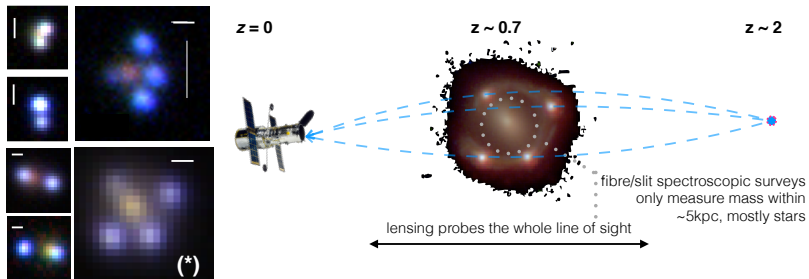 z = 0
z ~ 0.7
z ~ 2
fibre/slit spectroscopic surveys
only measure mass within
~5kpc, mostly stars
lensing probes the whole line of sight
(*)